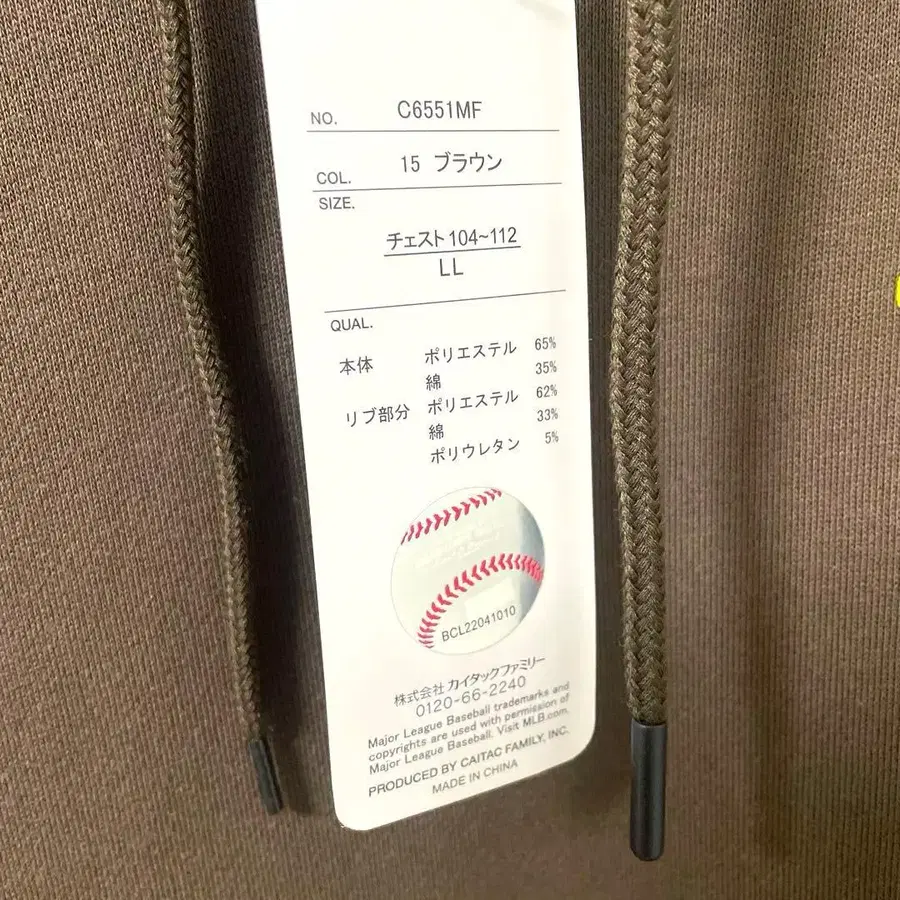 NO. C6551MF
COL. 15 ブラウン
SIZE.
チェスト 104~112
LL
QUAL.
本体 ポリエステル 65%
綿 35%
リブ部分 ポリエステル 62%
綿 33%
ポリウレタン 5%
BCL22041010
株式会社 カイタックファミリー
0120-66-2240
Major League Baseball trademarks and
copyrights are used with permission of
Major League Baseball. Visit MLB.com.
PRODUCED BY CAITAC FAMILY, INC.
MADE IN CHINA